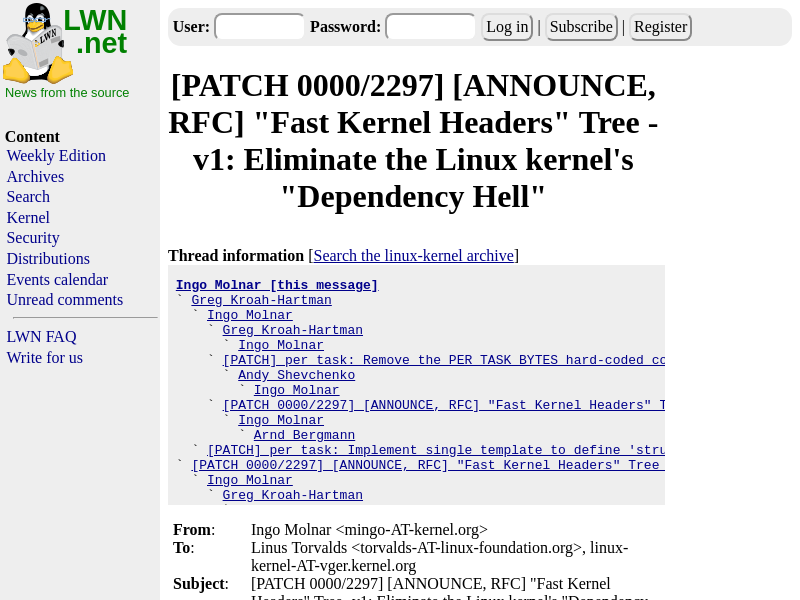 LWN
.net
News from the source
Content
Weekly Edition
Archives
Search
Kernel
Security
Distributions
Events calendar
Unread comments
LWN FAQ
Write for us
User: Password: Log in | Subscribe | Register
[PATCH 0000/2297] [ANNOUNCE,
RFC] "Fast Kernel Headers" Tree -
v1: Eliminate the Linux kernel's
"Dependency Hell"
Thread information [Search the linux-kernel archive]
Ingo Molnar [this message]
` Greg Kroah-Hartman
` Ingo Molnar
` Greg Kroah-Hartman
` Ingo Molnar
` [PATCH] per task: Remove the PER TASK BYTES hard-coded co
` Andy Shevchenko
` Ingo Molnar
` [PATCH 0000/2297] [ANNOUNCE, RFC] "Fast Kernel Headers" T
` Ingo Molnar
` Arnd Bergmann
` [PATCH] per task: Implement single template to define 'stru
` [PATCH 0000/2297] [ANNOUNCE, RFC] "Fast Kernel Headers" Tree
` Ingo Molnar
` Greg Kroah-Hartman
From: Ingo Molnar <mingo-AT-kernel.org>
To: Linus Torvalds <torvalds-AT-linux-foundation.org>, linux-
kernel-AT-vger.kernel.org
Subject: [PATCH 0000/2297] [ANNOUNCE, RFC] "Fast Kernel
Headers" Tree -v1: Eliminate the Linux kernel's "Dependency